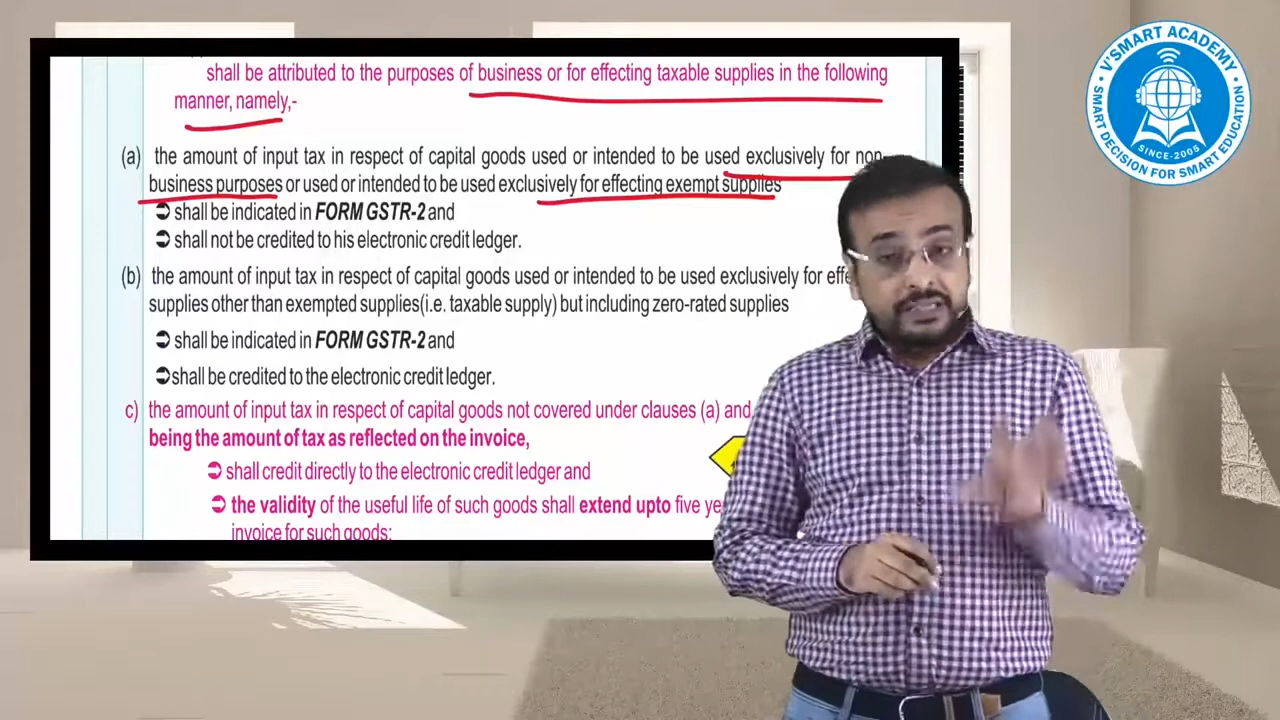 shall be attributed to the purposes of business or for effecting taxable supplies in the following
manner, namely,-
(a) the amount of input tax in respect of capital goods used or intended to be used exclusively for non-
business purposes or used or intended to be used exclusively for effecting exempt supplies
➲ shall be indicated in FORM GSTR-2 and
➲ shall not be credited to his electronic credit ledger.
(b) the amount of input tax in respect of capital goods used or intended to be used exclusively for effe
supplies other than exempted supplies(i.e. taxable supply) but including zero-rated supplies
➲ shall be indicated in FORM GSTR-2 and
➲shall be credited to the electronic credit ledger.
c) the amount of input tax in respect of capital goods not covered under clauses (a) and
being the amount of tax as reflected on the invoice,
➲ shall credit directly to the electronic credit ledger and
➲ the validity of the useful life of such goods shall extend upto five ye
invoice for such goods:
V'SMART ACADEMY
SINCE-2005
SMART DECISION FOR SMART EDUCATION